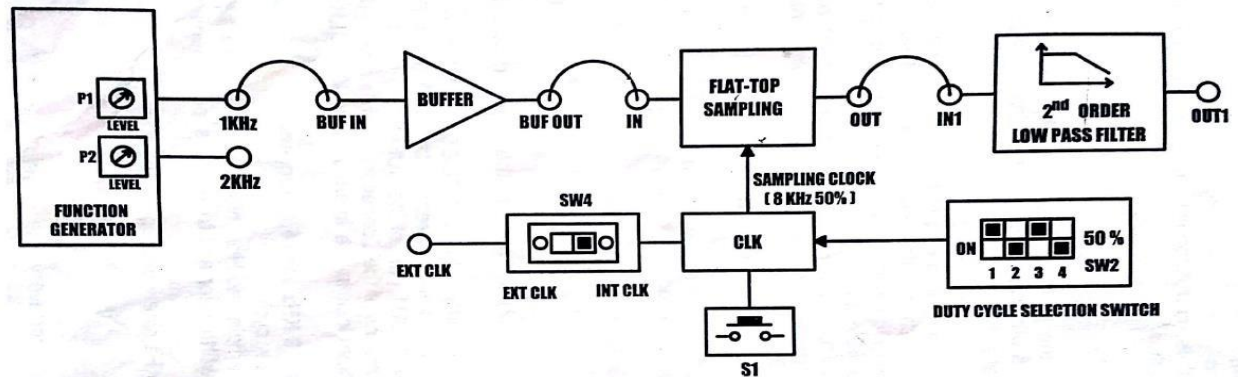 P1
LEVEL
P2
LEVEL
FUNCTION
GENERATOR
1KHz
2KHz
BUF IN
BUFFER
BUF OUT
IN
FLAT-TOP
SAMPLING
OUT
IN1
2nd ORDER
LOW PASS FILTER
OUT1
SAMPLING CLOCK
( 8 KHz 50% )
SW4
EXT CLK
EXT CLK
INT CLK
CLK
S1
ON
1 2 3 4
50 %
SW2
DUTY CYCLE SELECTION SWITCH